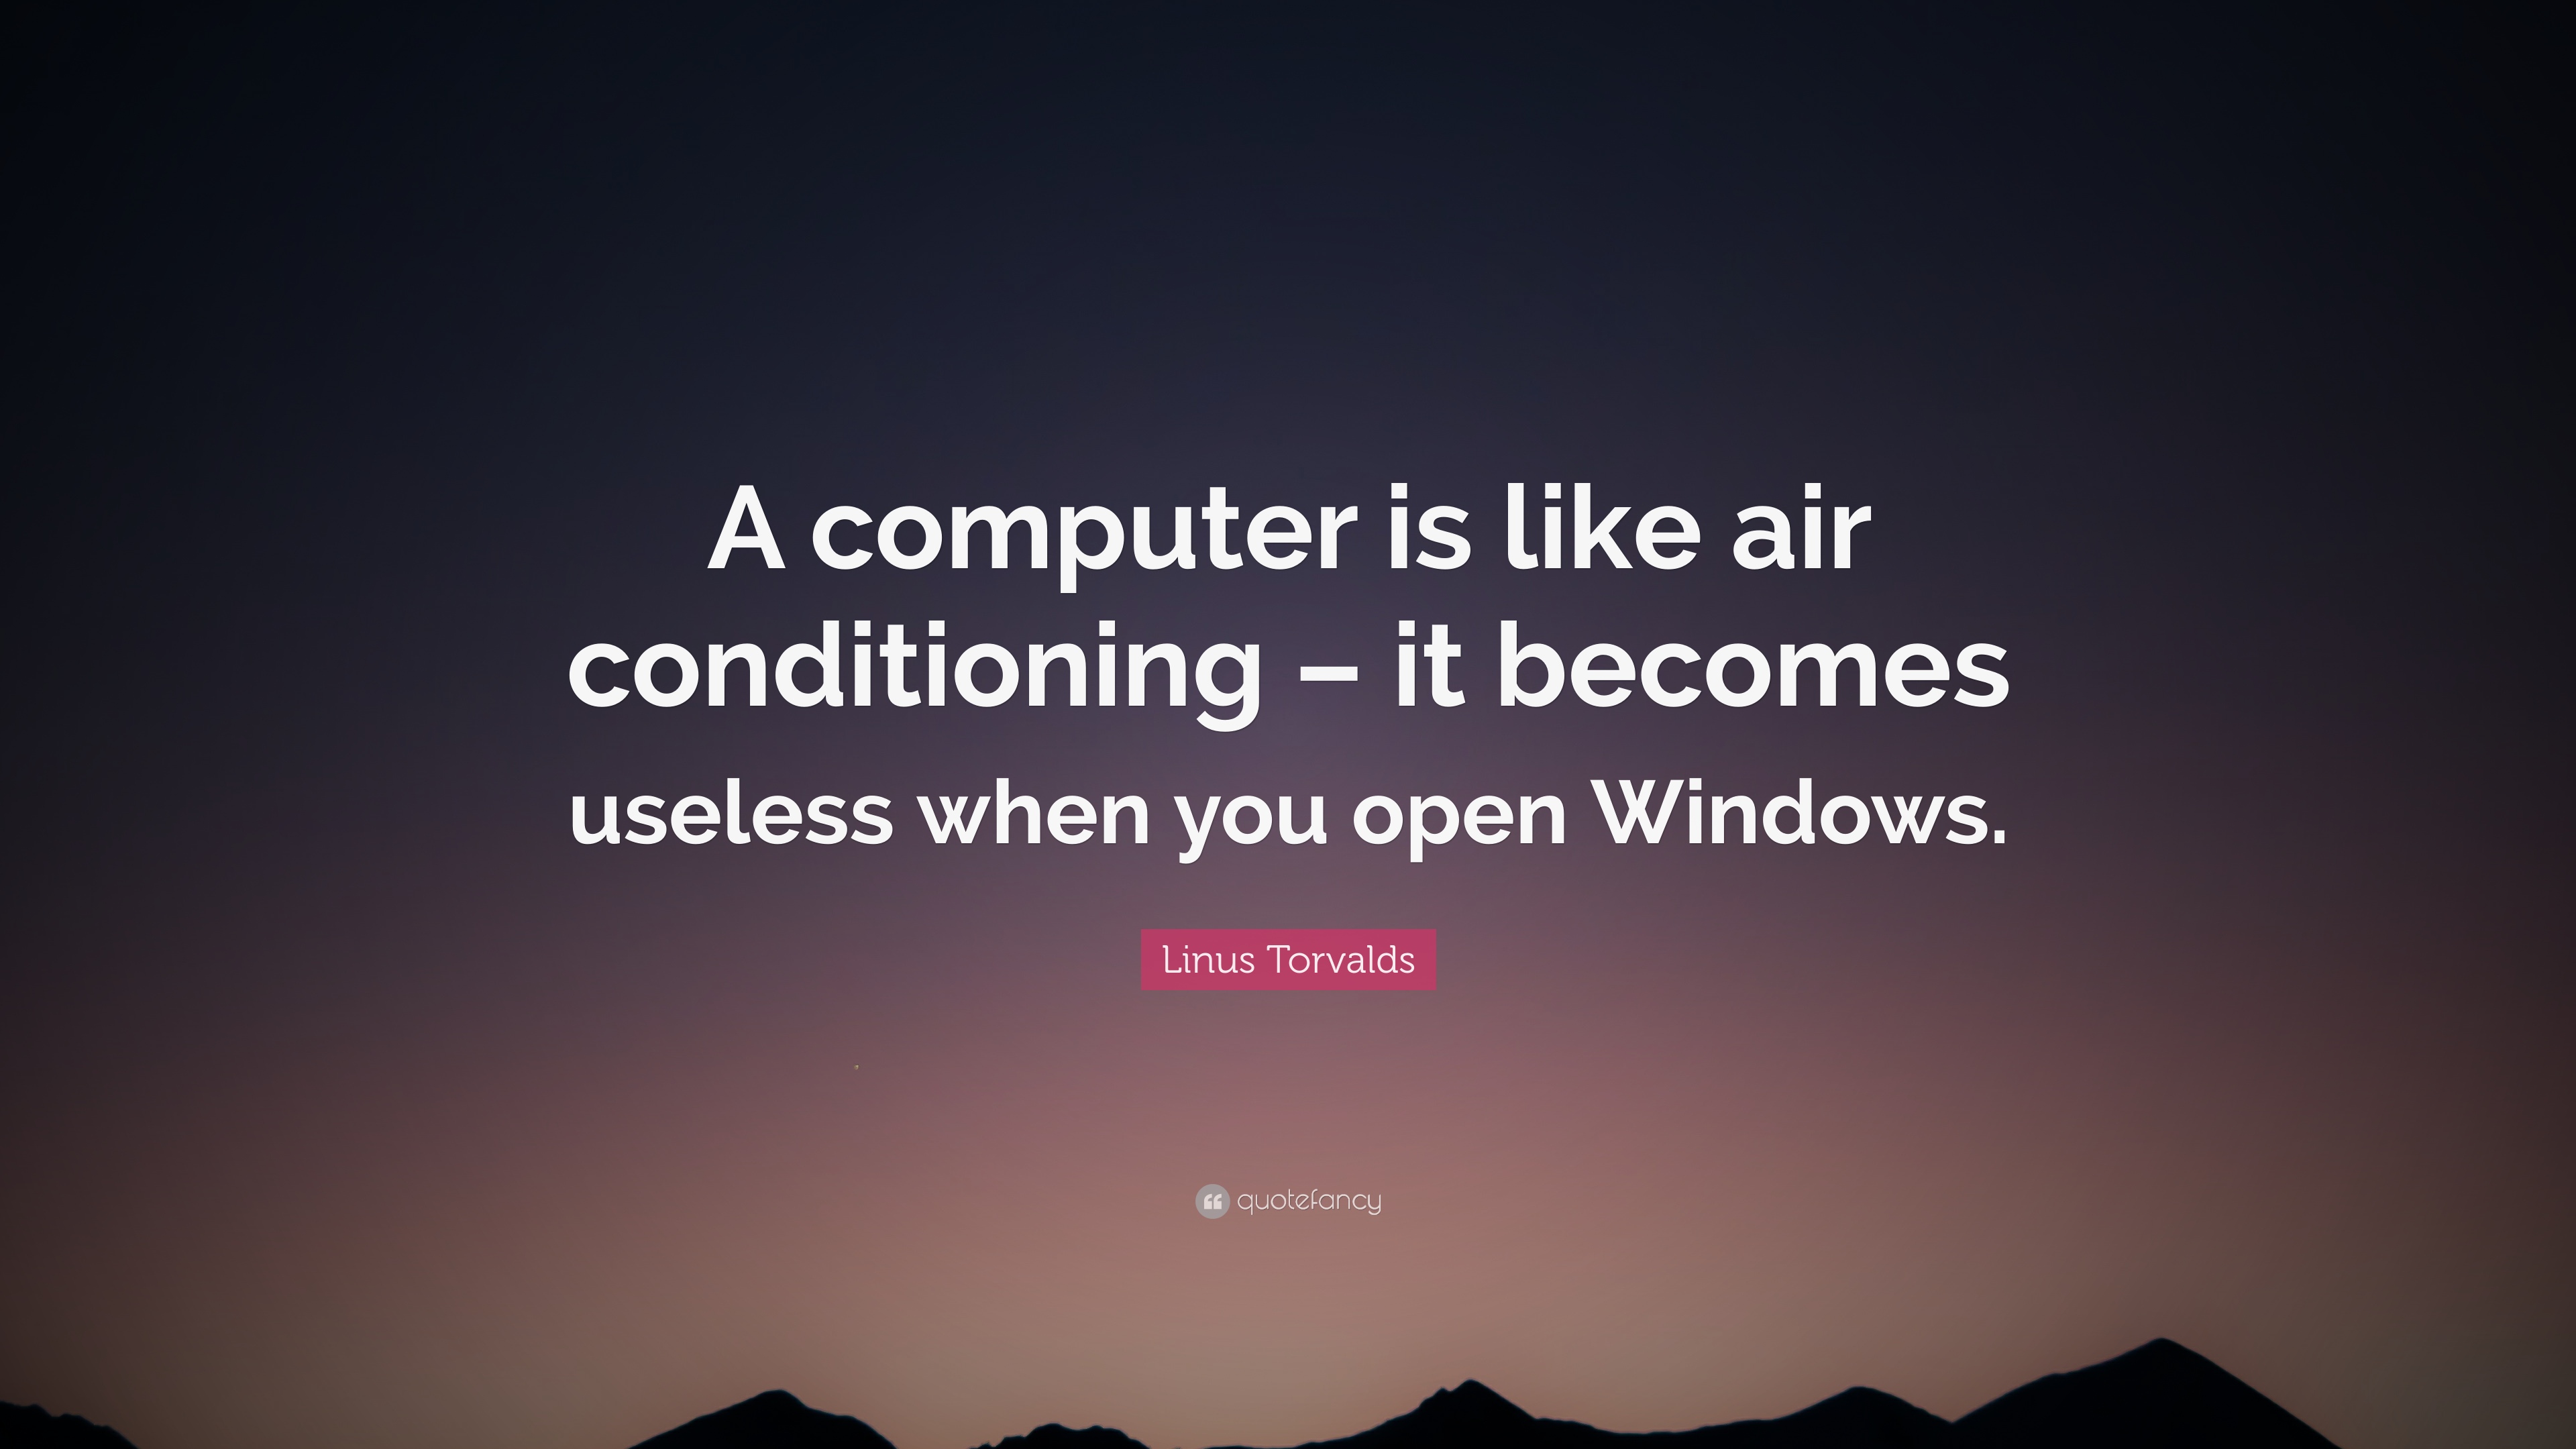 A computer is like air
conditioning – it becomes
useless when you open Windows.
Linus Torvalds
quotefancy